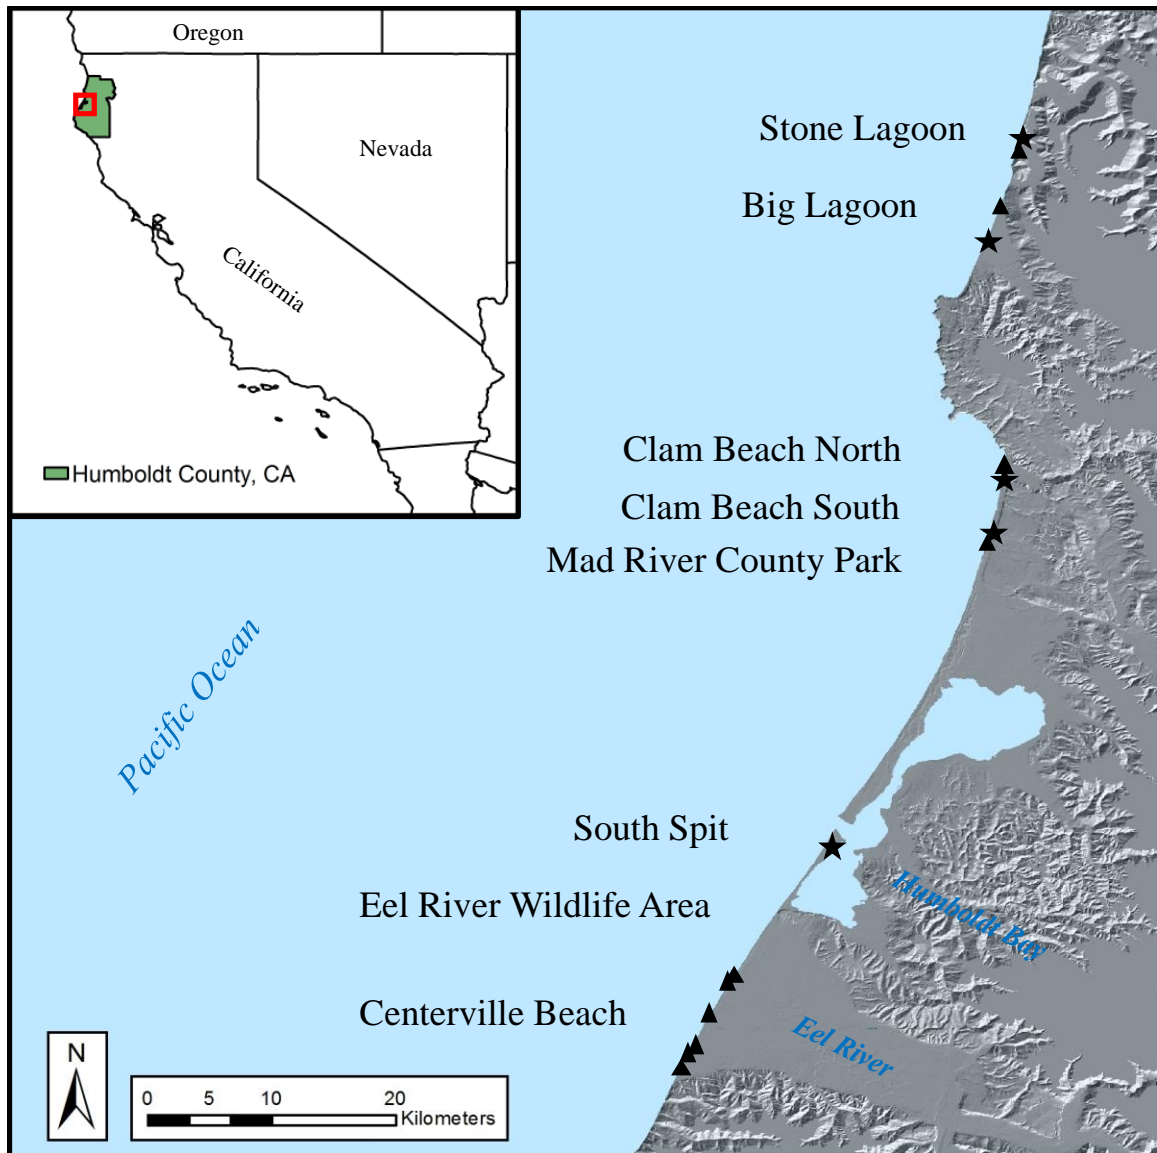 Oregon
Nevada
California
Humboldt County, CA
Stone Lagoon
Big Lagoon
Clam Beach North
Clam Beach South
Mad River County Park
Pacific Ocean
South Spit
Humboldt Bay
Eel River Wildlife Area
Centerville Beach
Eel River
N
0 5 10 20
Kilometers